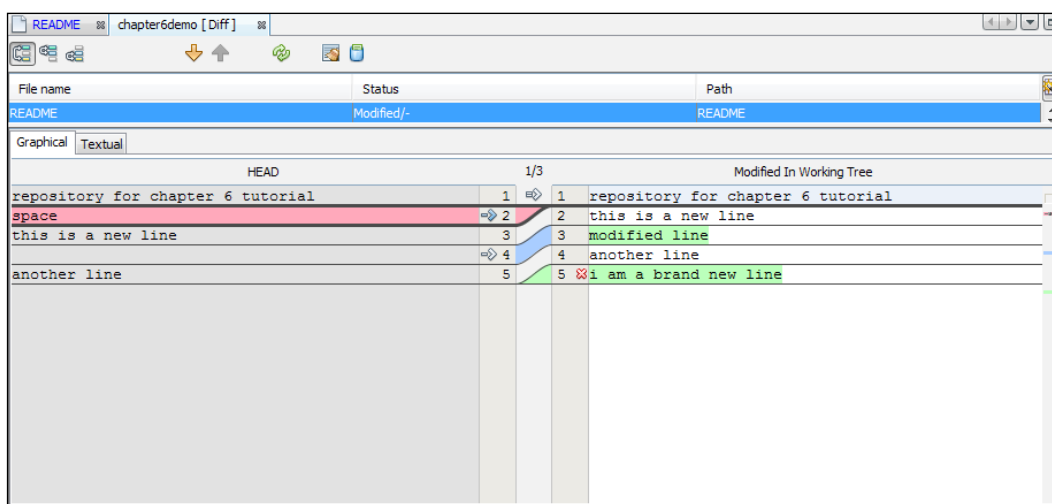 README chapter6demo [ Diff ]
File name Status Path
README Modified/- README
Graphical Textual
HEAD 1/3 Modified In Working Tree
repository for chapter 6 tutorial 1 1 repository for chapter 6 tutorial
space 2 2 this is a new line
this is a new line 3 3 modified line
4 4 another line
another line 5 5 i am a brand new line